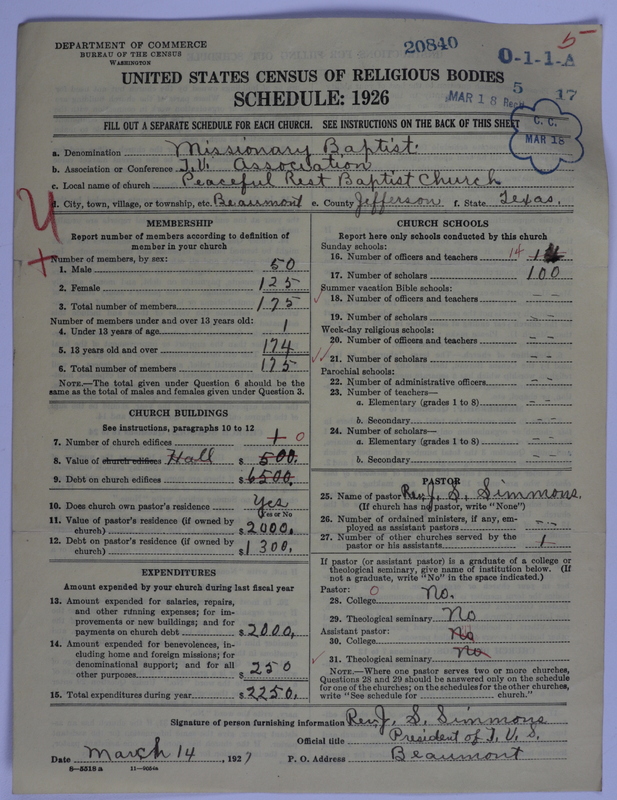 DEPARTMENT OF COMMERCE
BUREAU OF THE CENSUS
WASHINGTON
20840
O-1-1-A
5
UNITED STATES CENSUS OF RELIGIOUS BODIES
SCHEDULE: 1926
MAR 18 Rec'd
5 17
C. C.
MAR 18
FILL OUT A SEPARATE SCHEDULE FOR EACH CHURCH. SEE INSTRUCTIONS ON THE BACK OF THIS SHEET
a. Denomination Missionary Baptist.
b. Association or Conference T.V. Association
c. Local name of church Peaceful Rest Baptist Church
d. City, town, village, or township, etc. Beaumont e. County Jefferson f. State Texas.
MEMBERSHIP
Report number of members according to definition of
member in your church
Number of members, by sex:
1. Male 50
2. Female 125
3. Total number of members 175
Number of members under and over 13 years old:
4. Under 13 years of age 1
5. 13 years old and over 174
6. Total number of members 175
NOTE.—The total given under Question 6 should be the
same as the totals of males and females given under Question 3.
CHURCH BUILDINGS
See instructions, paragraphs 10 to 12
7. Number of church edifices 1 0
8. Value of church edifices Hall $ 500.
9. Debt on church edifices $ 6500.
10. Does church own pastor's residence Yes
(Yes or No
11. Value of pastor's residence (if owned by
church) $ 2000.
12. Debt on pastor's residence (if owned by
church) $ 1300.
EXPENDITURES
Amount expended by your church during last fiscal year
13. Amount expended for salaries, repairs,
and other running expenses; for im-
provements or new buildings; and for
payments on church debt $ 2000.
14. Amount expended for benevolences, in-
cluding home and foreign missions; for
denominational support; and for all
other purposes $ 250
15. Total expenditures during year $ 2250.
CHURCH SCHOOLS
Report here only schools conducted by this church
Sunday schools:
16. Number of officers and teachers 14
17. Number of scholars 100
Summer vacation Bible schools:
18. Number of officers and teachers – –
19. Number of scholars – –
Week-day religious schools:
20. Number of officers and teachers – –
21. Number of scholars – –
Parochial schools:
22. Number of administrative officers – –
23. Number of teachers—
a. Elementary (grades 1 to 8) – –
b. Secondary – –
24. Number of scholars—
a. Elementary (grades 1 to 8) – –
b. Secondary – –
PASTOR
25. Name of pastor Rev. J. S. Simmons.
(If church has no pastor, write "None")
26. Number of ordained ministers, if any, em-
ployed as assistant pastors – –
27. Number of other churches served by the
pastor or his assistants 1
If pastor (or assistant pastor) is a graduate of a college or
theological seminary, give name of institution below. (If
not a graduate, write "No" in the space indicated.)
Pastor: 0
28. College No.
29. Theological seminary No
Assistant pastor:
30. College No
31. Theological seminary No
NOTE.—Where one pastor serves two or more churches,
Questions 28 and 29 should be answered only on the schedule
for one of the churches; on the schedules for the other churches,
write "See schedule for church."
Signature of person furnishing information Rev. J. S. Simmons
Official title President of T. V. S.
Date March 14, 1927 P. O. Address Beaumont
8—5518 a 11—9054a